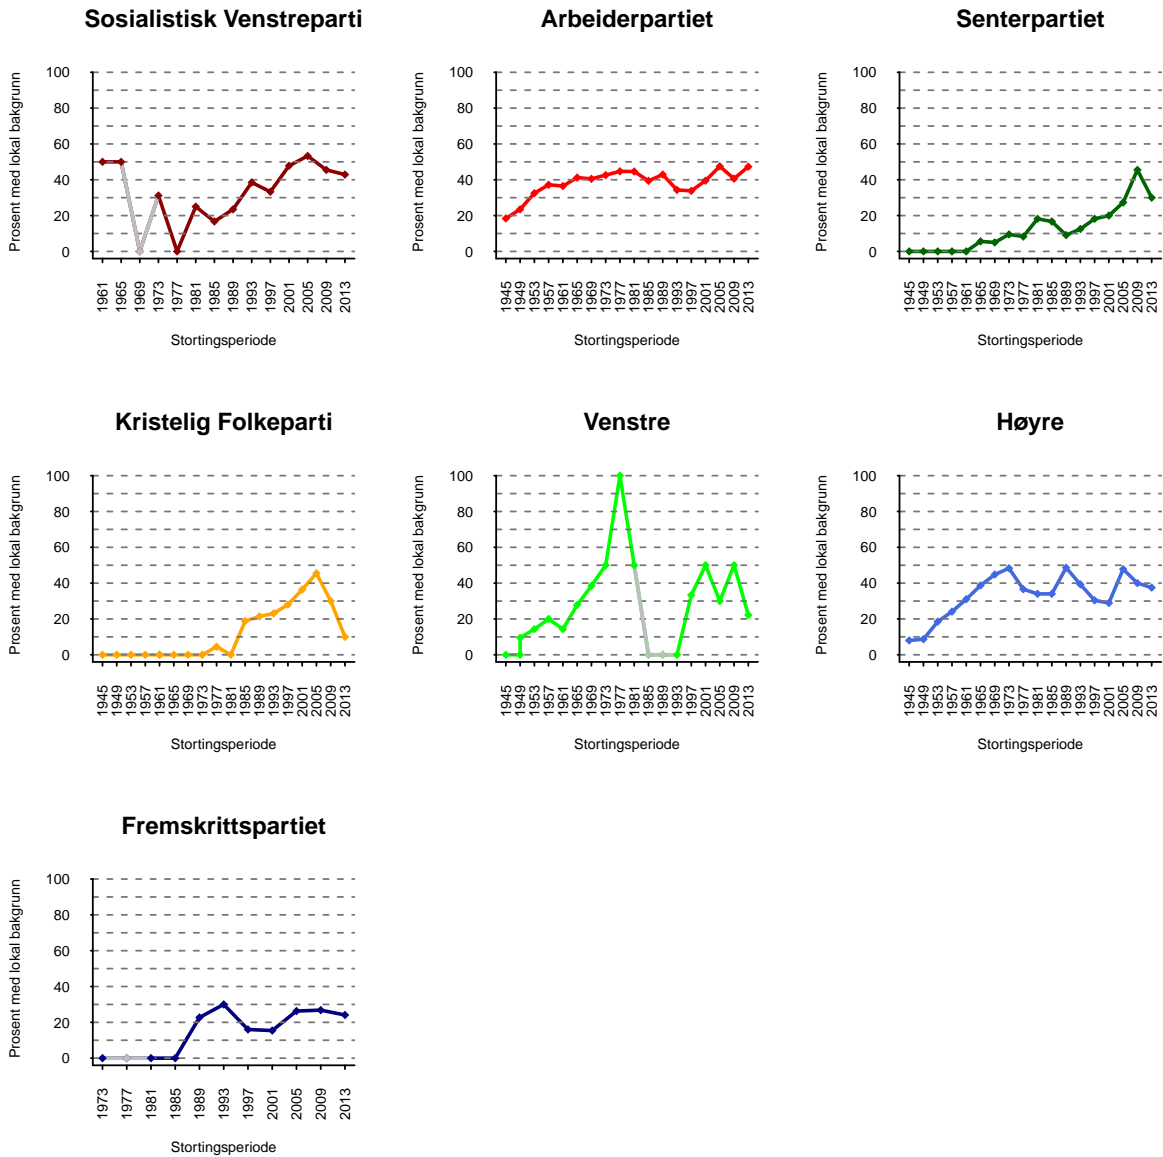 Sosialistisk Venstreparti
Prosent med lokal bakgrunn
100
80
60
40
20
0
1961 1965 1969 1973 1977 1981 1985 1989 1993 1997 2001 2005 2009 2013
Stortingsperiode
Arbeiderpartiet
Prosent med lokal bakgrunn
100
80
60
40
20
0
1945 1949 1953 1957 1961 1965 1969 1973 1977 1981 1985 1989 1993 1997 2001 2005 2009 2013
Stortingsperiode
Senterpartiet
Prosent med lokal bakgrunn
100
80
60
40
20
0
1945 1949 1953 1957 1961 1965 1969 1973 1977 1981 1985 1989 1993 1997 2001 2005 2009 2013
Stortingsperiode
Kristelig Folkeparti
Prosent med lokal bakgrunn
100
80
60
40
20
0
1945 1949 1953 1957 1961 1965 1969 1973 1977 1981 1985 1989 1993 1997 2001 2005 2009 2013
Stortingsperiode
Venstre
Prosent med lokal bakgrunn
100
80
60
40
20
0
1945 1949 1953 1957 1961 1965 1969 1973 1977 1981 1985 1989 1993 1997 2001 2005 2009 2013
Stortingsperiode
Høyre
Prosent med lokal bakgrunn
100
80
60
40
20
0
1945 1949 1953 1957 1961 1965 1969 1973 1977 1981 1985 1989 1993 1997 2001 2005 2009 2013
Stortingsperiode
Fremskrittspartiet
Prosent med lokal bakgrunn
100
80
60
40
20
0
1973 1977 1981 1985 1989 1993 1997 2001 2005 2009 2013
Stortingsperiode